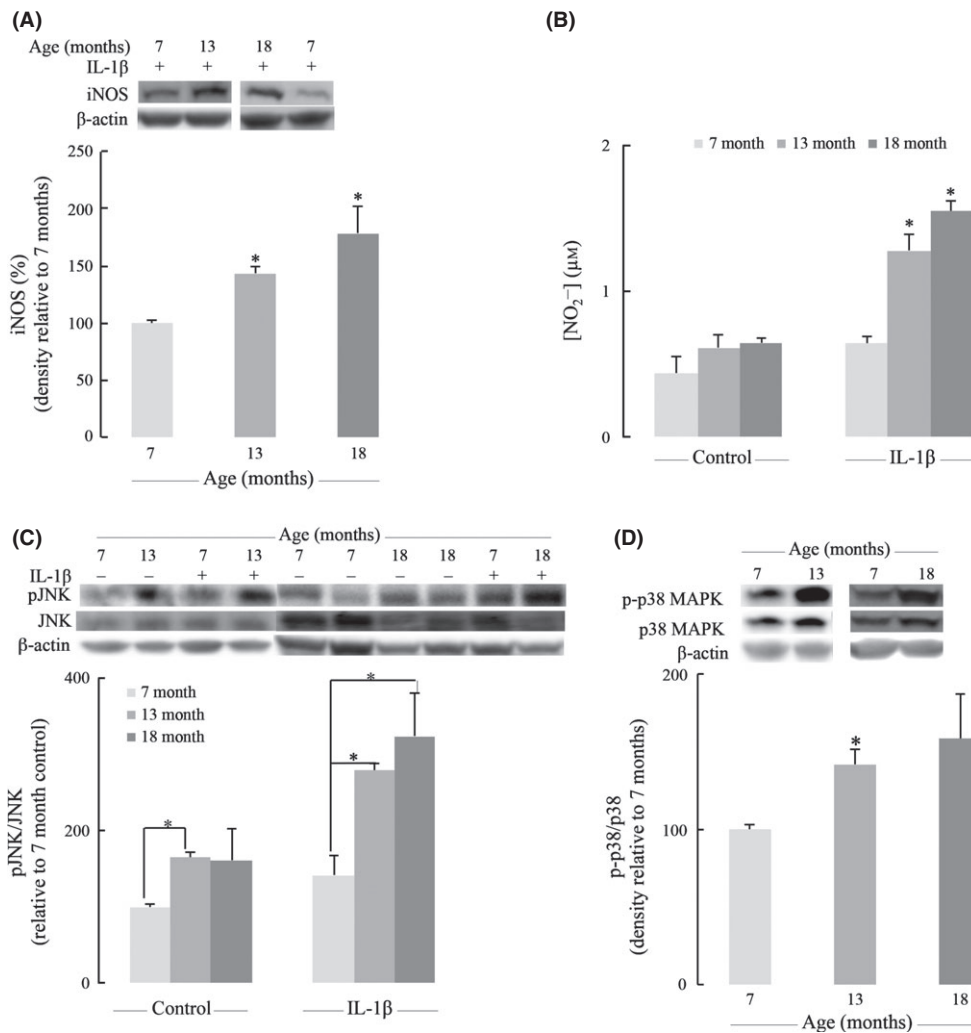 (A)
Age (months) 7 13 18 7
IL-1β + + + +
iNOS
β-actin
250
200
150
100
50
0
iNOS (%)
(density relative to 7 months)
* *
7 13 18
Age (months)
(B)
2
1
0
[NO₂⁻] (μM)
7 month 13 month 18 month
* *
Control IL-1β
(C)
Age (months)
7 13 7 13 7 7 18 18 7 18
IL-1β – – + + – – – – + +
pJNK
JNK
β-actin
400
200
0
pJNK/JNK
(relative to 7 month control)
7 month
13 month
18 month
*
*
*
Control IL-1β
(D)
Age (months)
7 13 7 18
p-p38 MAPK
p38 MAPK
β-actin
200
100
0
p-p38/p38
(density relative to 7 months)
*
7 13 18
Age (months)